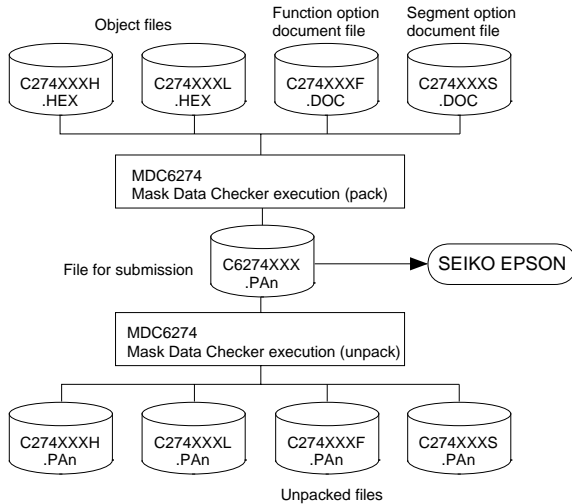 Object files
Function option
document file
Segment option
document file
C274XXXH
.HEX
C274XXXL
.HEX
C274XXXF
.DOC
C274XXXS
.DOC
MDC6274
Mask Data Checker execution (pack)
File for submission
C6274XXX
.PAn
SEIKO EPSON
MDC6274
Mask Data Checker execution (unpack)
C274XXXH
.PAn
C274XXXL
.PAn
C274XXXF
.PAn
C274XXXS
.PAn
Unpacked files